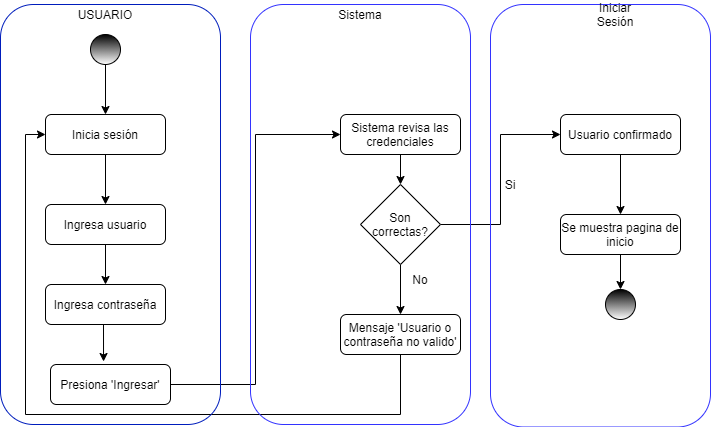 USUARIO
Inicia sesión
Ingresa usuario
Ingresa contraseña
Presiona 'Ingresar'
Sistema
Sistema revisa las
credenciales
Son
correctas?
Si
No
Mensaje 'Usuario o
contraseña no valido'
Iniciar
Sesión
Usuario confirmado
Se muestra pagina de
inicio